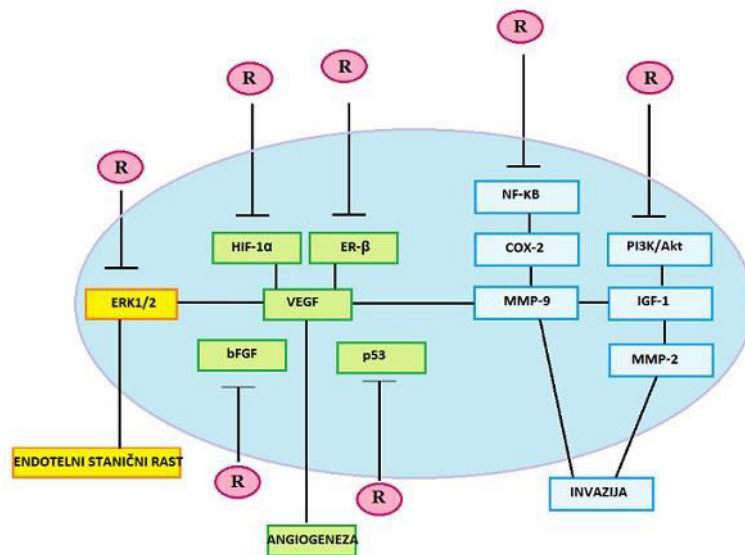 R
R
R
R
R
NF-KB
HIF-1α
ER-β
COX-2
PI3K/Akt
ERK1/2
VEGF
MMP-9
IGF-1
bFGF
p53
MMP-2
ENDOTELNI STANIČNI RAST
R
R
INVAZIJA
ANGIOGENEZA